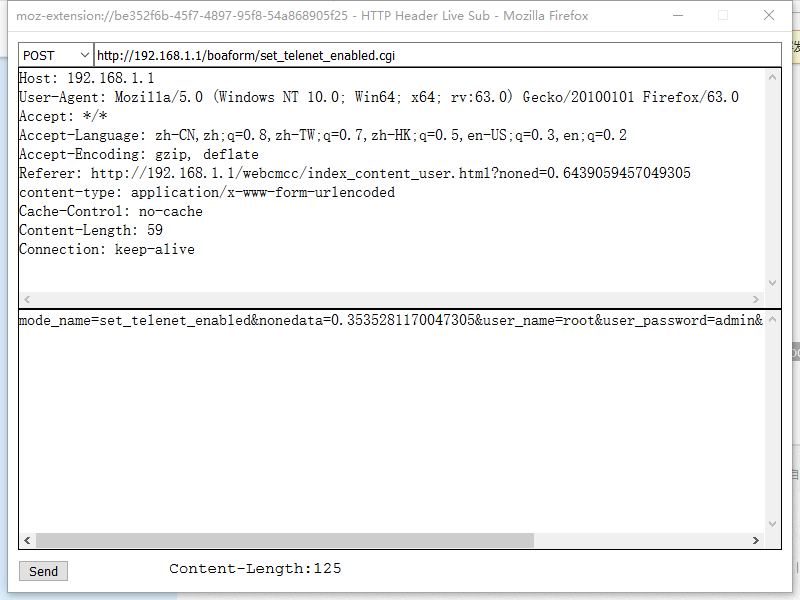 moz-extension://be352f6b-45f7-4897-95f8-54a868905f25 - HTTP Header Live Sub - Mozilla Firefox
POST http://192.168.1.1/boaform/set_telenet_enabled.cgi
Host: 192.168.1.1
User-Agent: Mozilla/5.0 (Windows NT 10.0; Win64; x64; rv:63.0) Gecko/20100101 Firefox/63.0
Accept: */*
Accept-Language: zh-CN,zh;q=0.8,zh-TW;q=0.7,zh-HK;q=0.5,en-US;q=0.3,en;q=0.2
Accept-Encoding: gzip, deflate
Referer: http://192.168.1.1/webcmcc/index_content_user.html?noned=0.6439059457049305
content-type: application/x-www-form-urlencoded
Cache-Control: no-cache
Content-Length: 59
Connection: keep-alive
mode_name=set_telenet_enabled&nonedata=0.3535281170047305&user_name=root&user_password=admin&
Send Content-Length:125